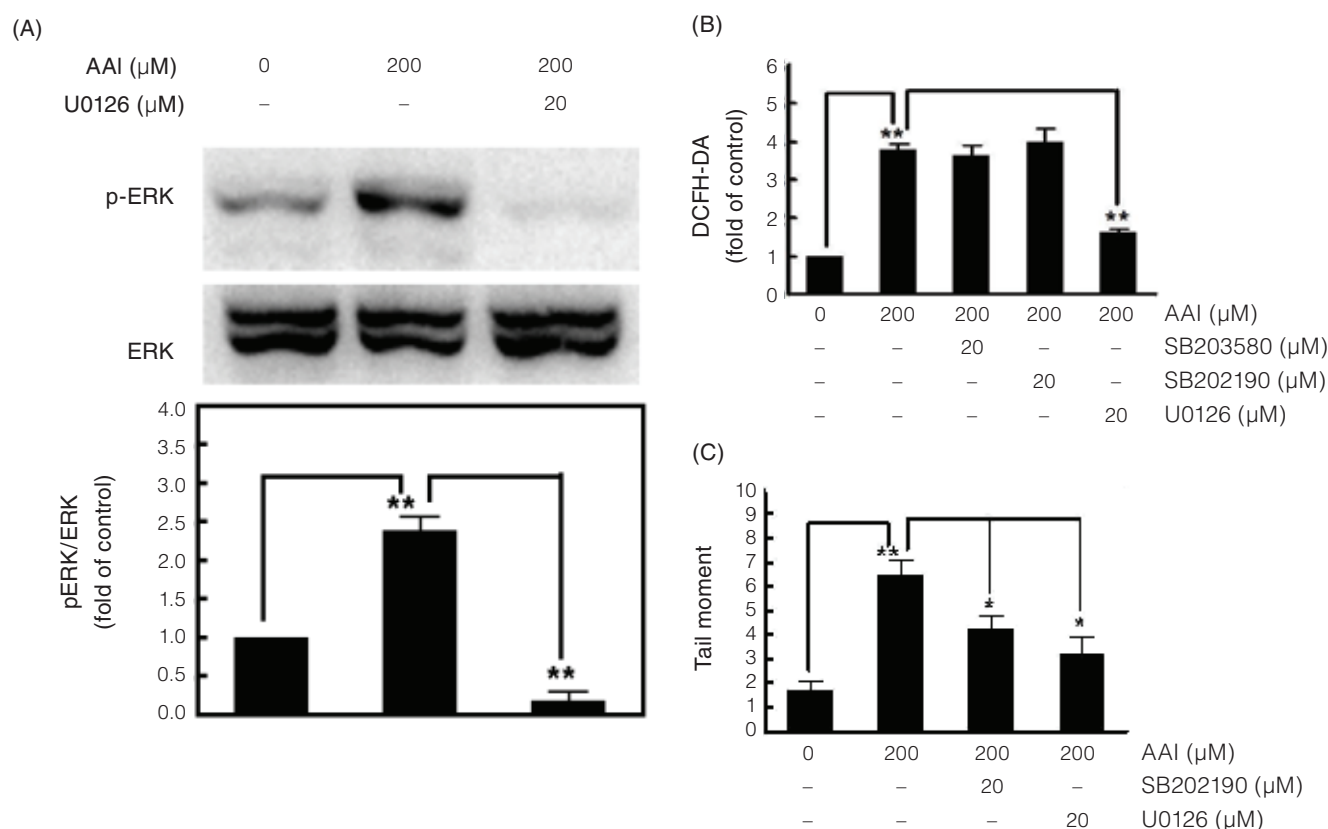 (A)
AAI (µM) 0 200 200
U0126 (µM) – – 20
p-ERK
ERK
pERK/ERK
(fold of control)
4.0
3.5
3.0
2.5
2.0
1.5
1.0
0.5
0.0
**
**
(B)
DCFH-DA
(fold of control)
6
5
4
3
2
1
0
**
**
0 200 200 200 200 AAI (µM)
– – 20 – – SB203580 (µM)
– – – 20 – SB202190 (µM)
– – – – 20 U0126 (µM)
(C)
Tail moment
10
9
8
7
6
5
4
3
2
1
0
**
*
*
0 200 200 200 AAI (µM)
– – 20 – SB202190 (µM)
– – – 20 U0126 (µM)